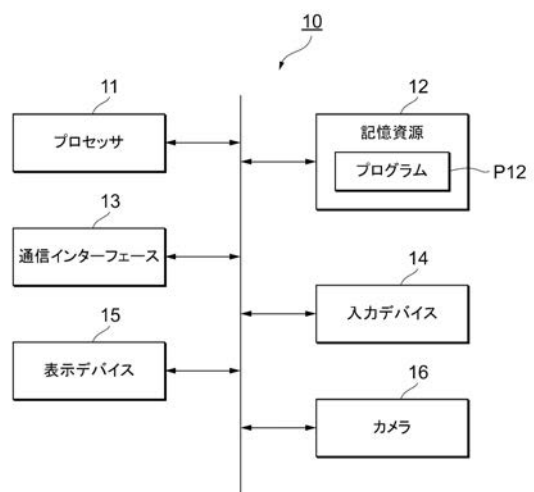 10
11
プロセッサ
12
記憶資源
プログラム
P12
13
通信インターフェース
14
入力デバイス
15
表示デバイス
16
カメラ